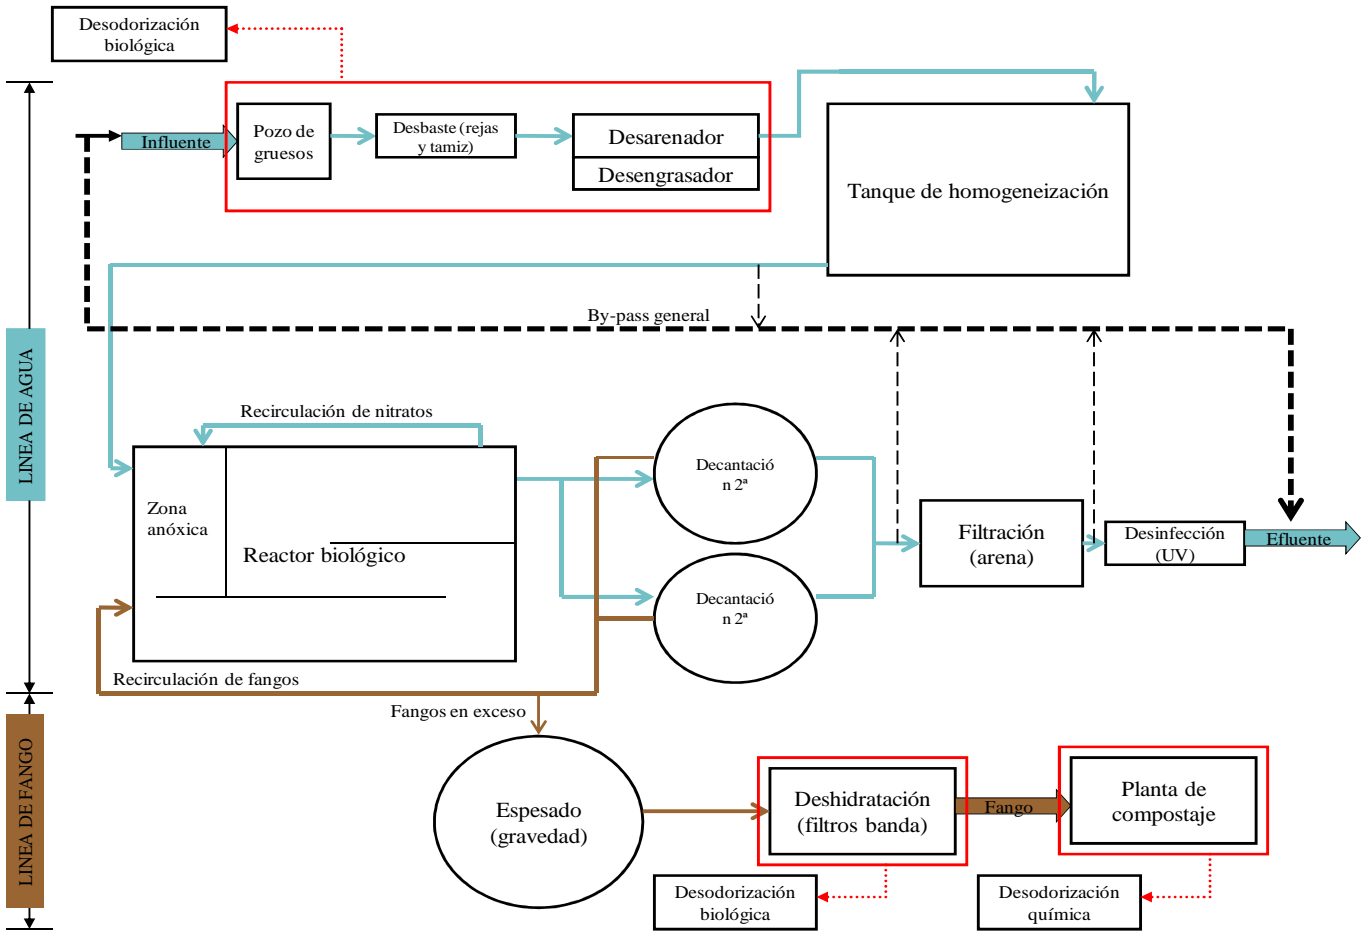 Desodorización
biológica
Influente
Pozo de
gruesos
Desbaste (rejas
y tamiz)
Desarenador
Desengrasador
Tanque de homogeneización
By-pass general
LINEA DE AGUA
Recirculación de nitratos
Zona
anóxica
Reactor biológico
Decantació
n 2ª
Decantació
n 2ª
Filtración
(arena)
Desinfección
(UV)
Efluente
Recirculación de fangos
Fangos en exceso
LINEA DE FANGO
Espesado
(gravedad)
Deshidratación
(filtros banda)
Fango
Planta de
compostaje
Desodorización
biológica
Desodorización
química